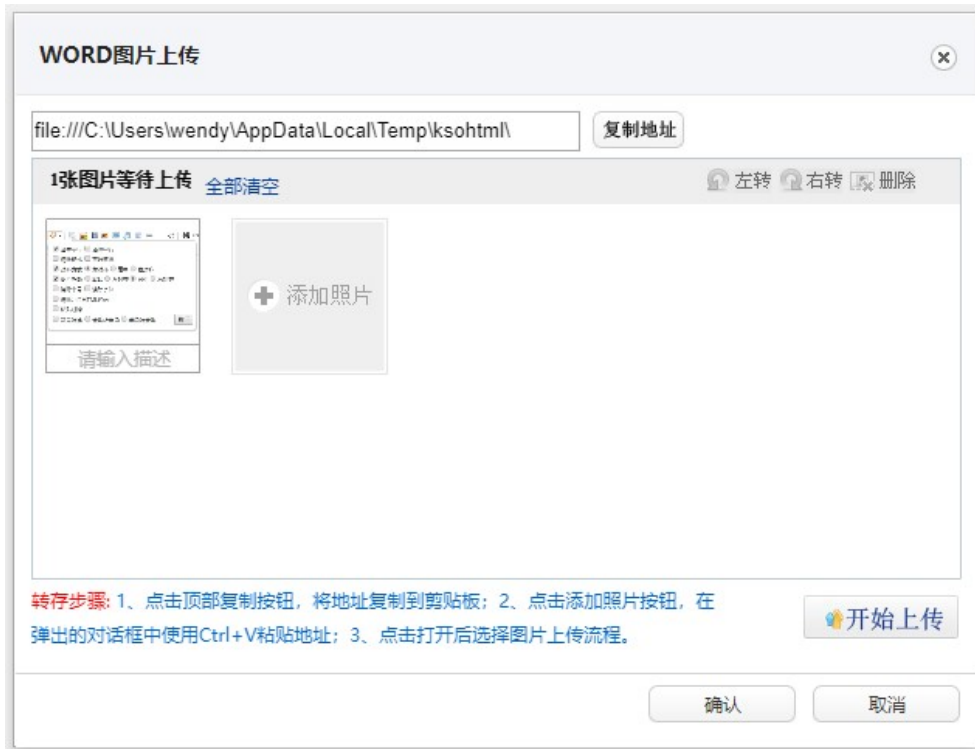 WORD图片上传
file:///C:\Users\wendy\AppData\Local\Temp\ksohtml\
复制地址
1张图片等待上传 全部清空
左转 右转 删除
添加照片
请输入描述
转存步骤: 1、点击顶部复制按钮，将地址复制到剪贴板；2、点击添加照片按钮，在
弹出的对话框中使用Ctrl+V粘贴地址；3、点击打开后选择图片上传流程。
开始上传
确认 取消